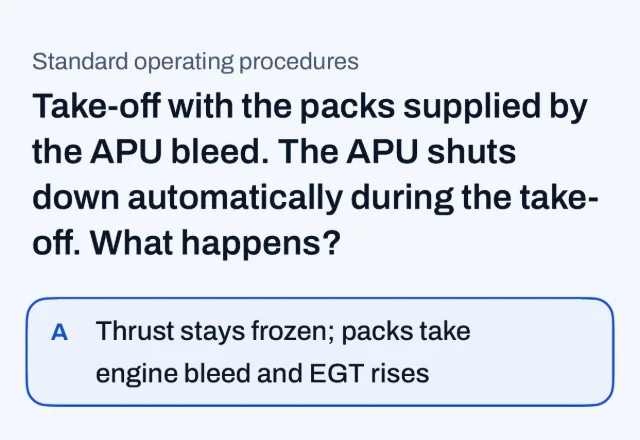 Standard operating procedures
Take-off with the packs supplied by
the APU bleed. The APU shuts
down automatically during the take-
off. What happens?
A Thrust stays frozen; packs take
engine bleed and EGT rises